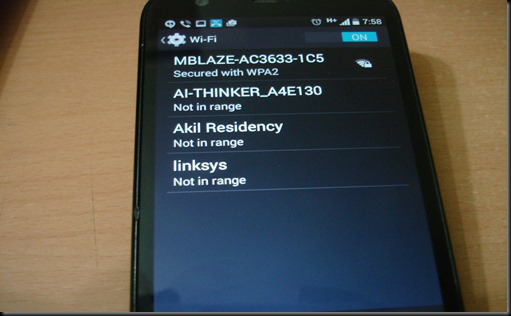 H+ 7:58
Wi-Fi ON
MBLAZE-AC3633-1C5
Secured with WPA2
AI-THINKER_A4E130
Not in range
Akil Residency
Not in range
linksys
Not in range